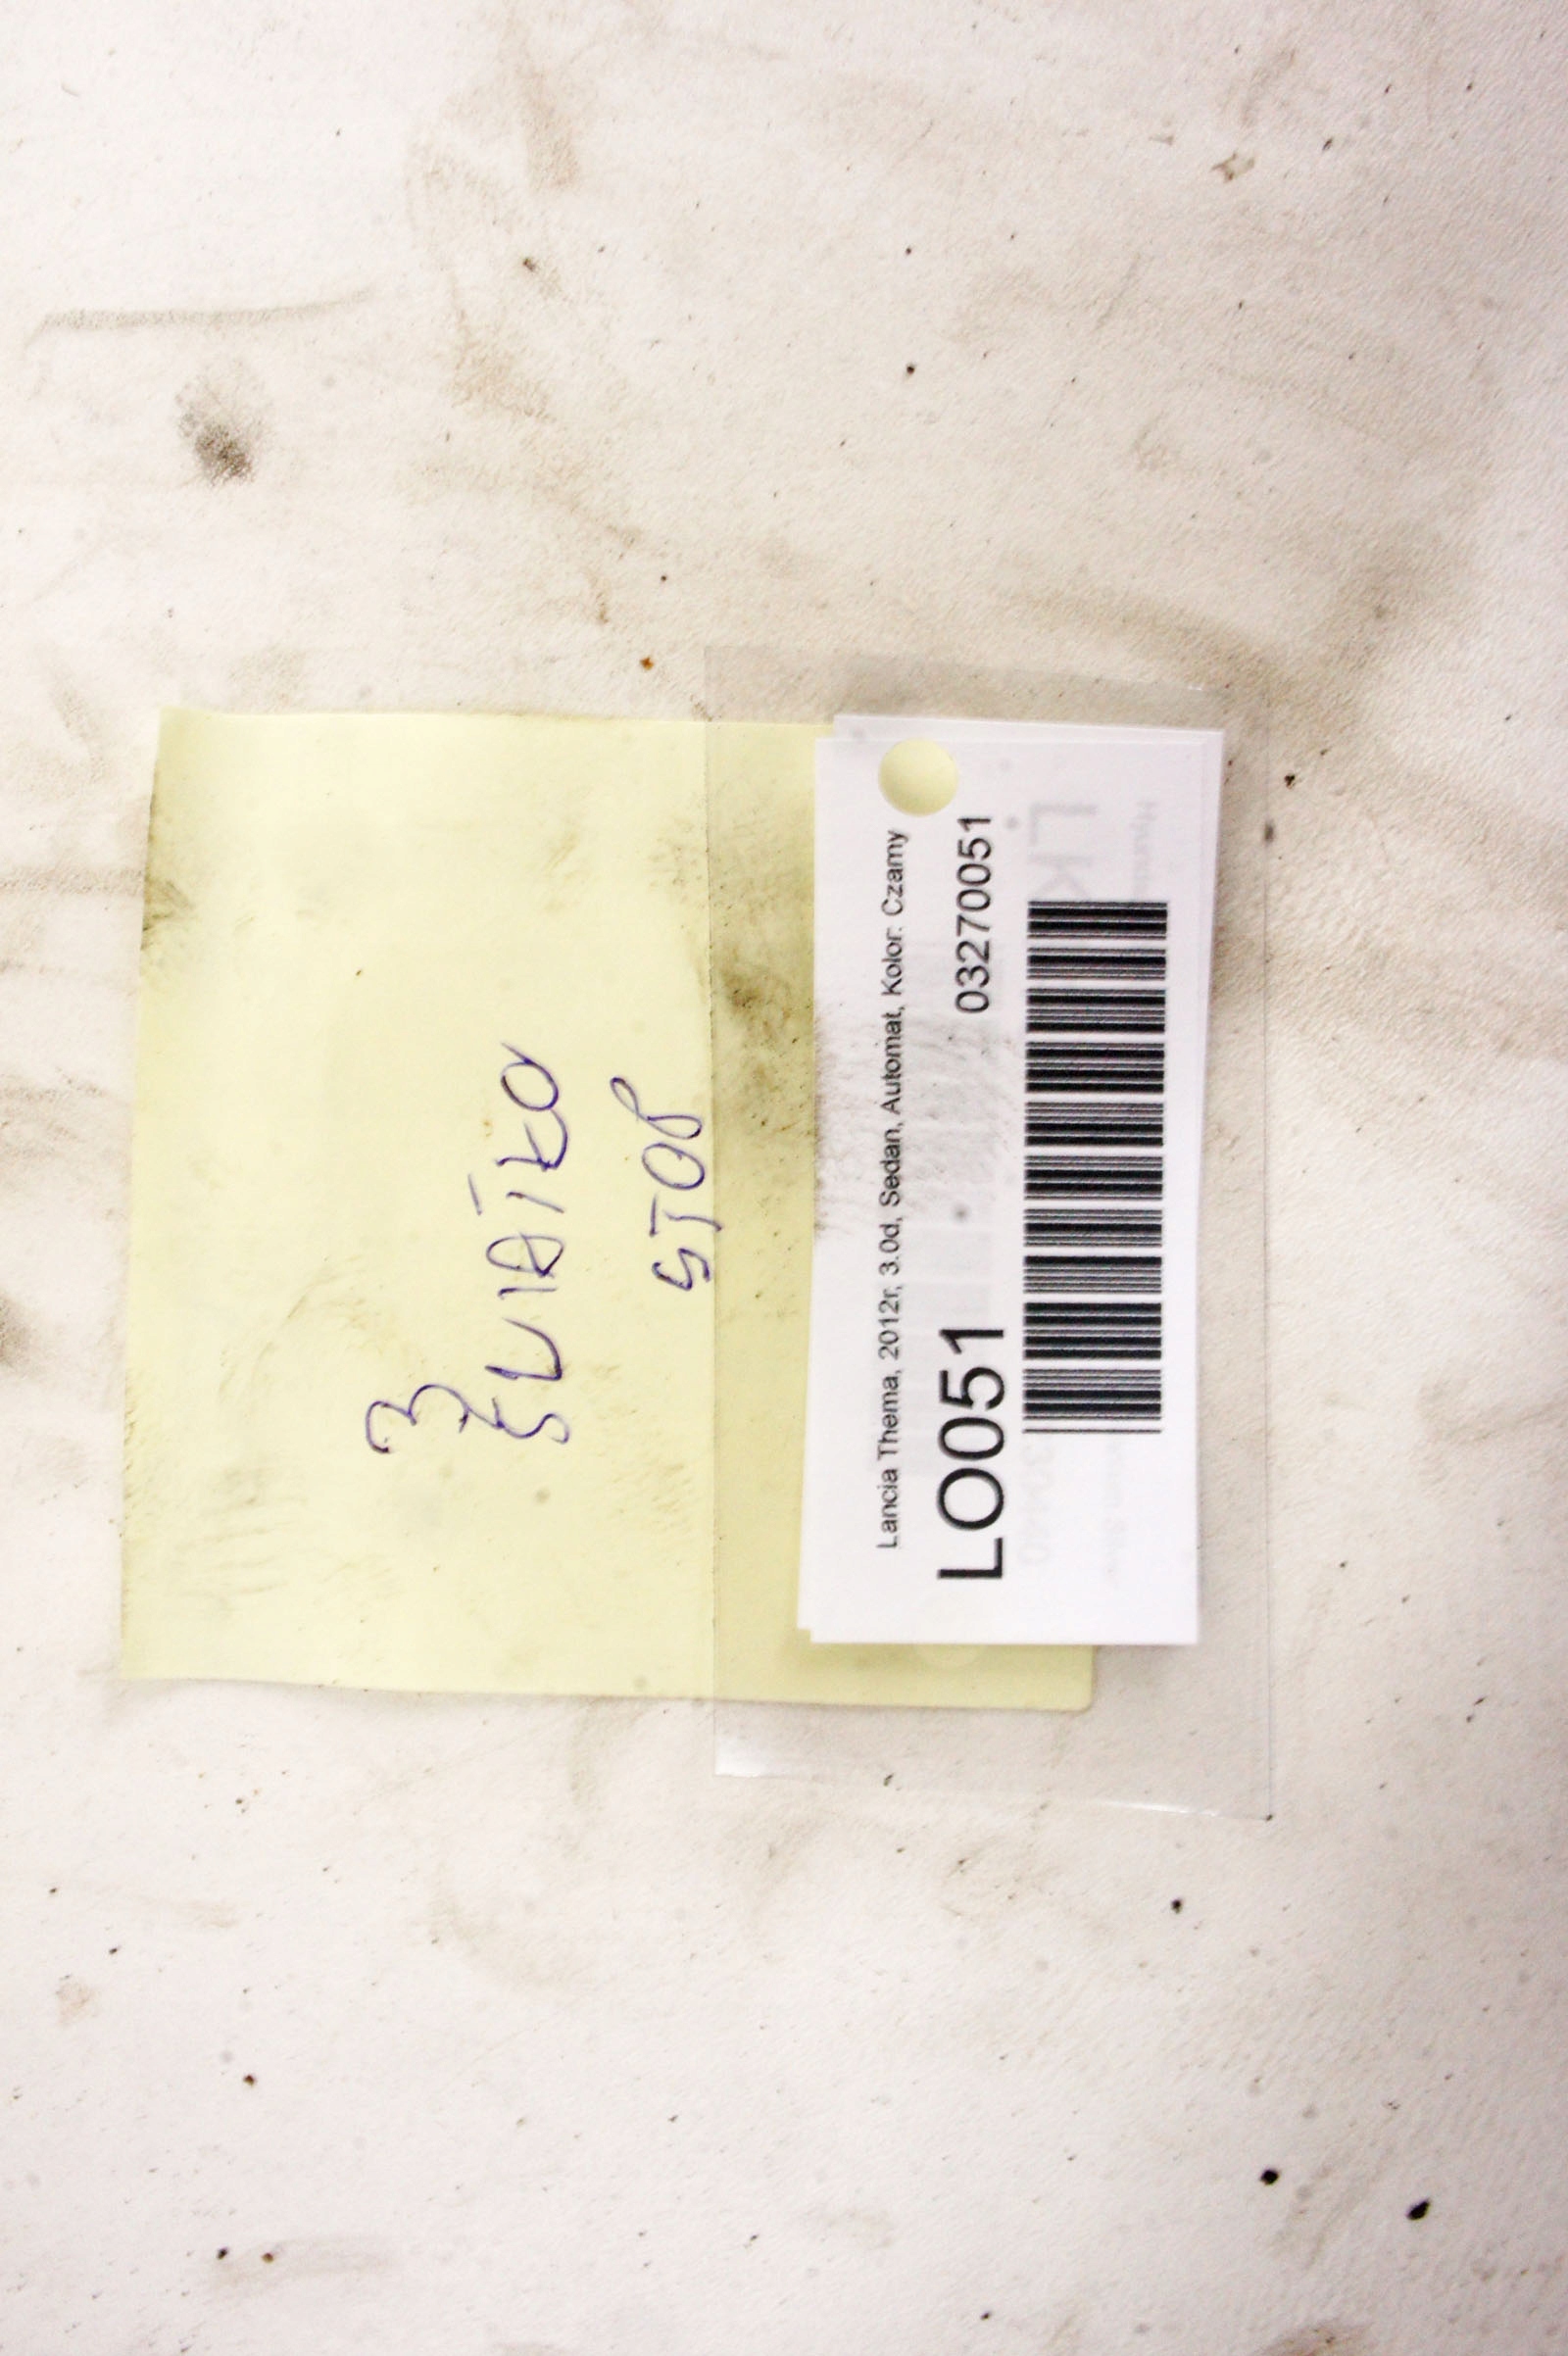 3
ŚWIATŁO
STOP
Lancia Thema, 2012r, 3.0d, Sedan, Automat, Kolor: Czarny
LO051 03270051